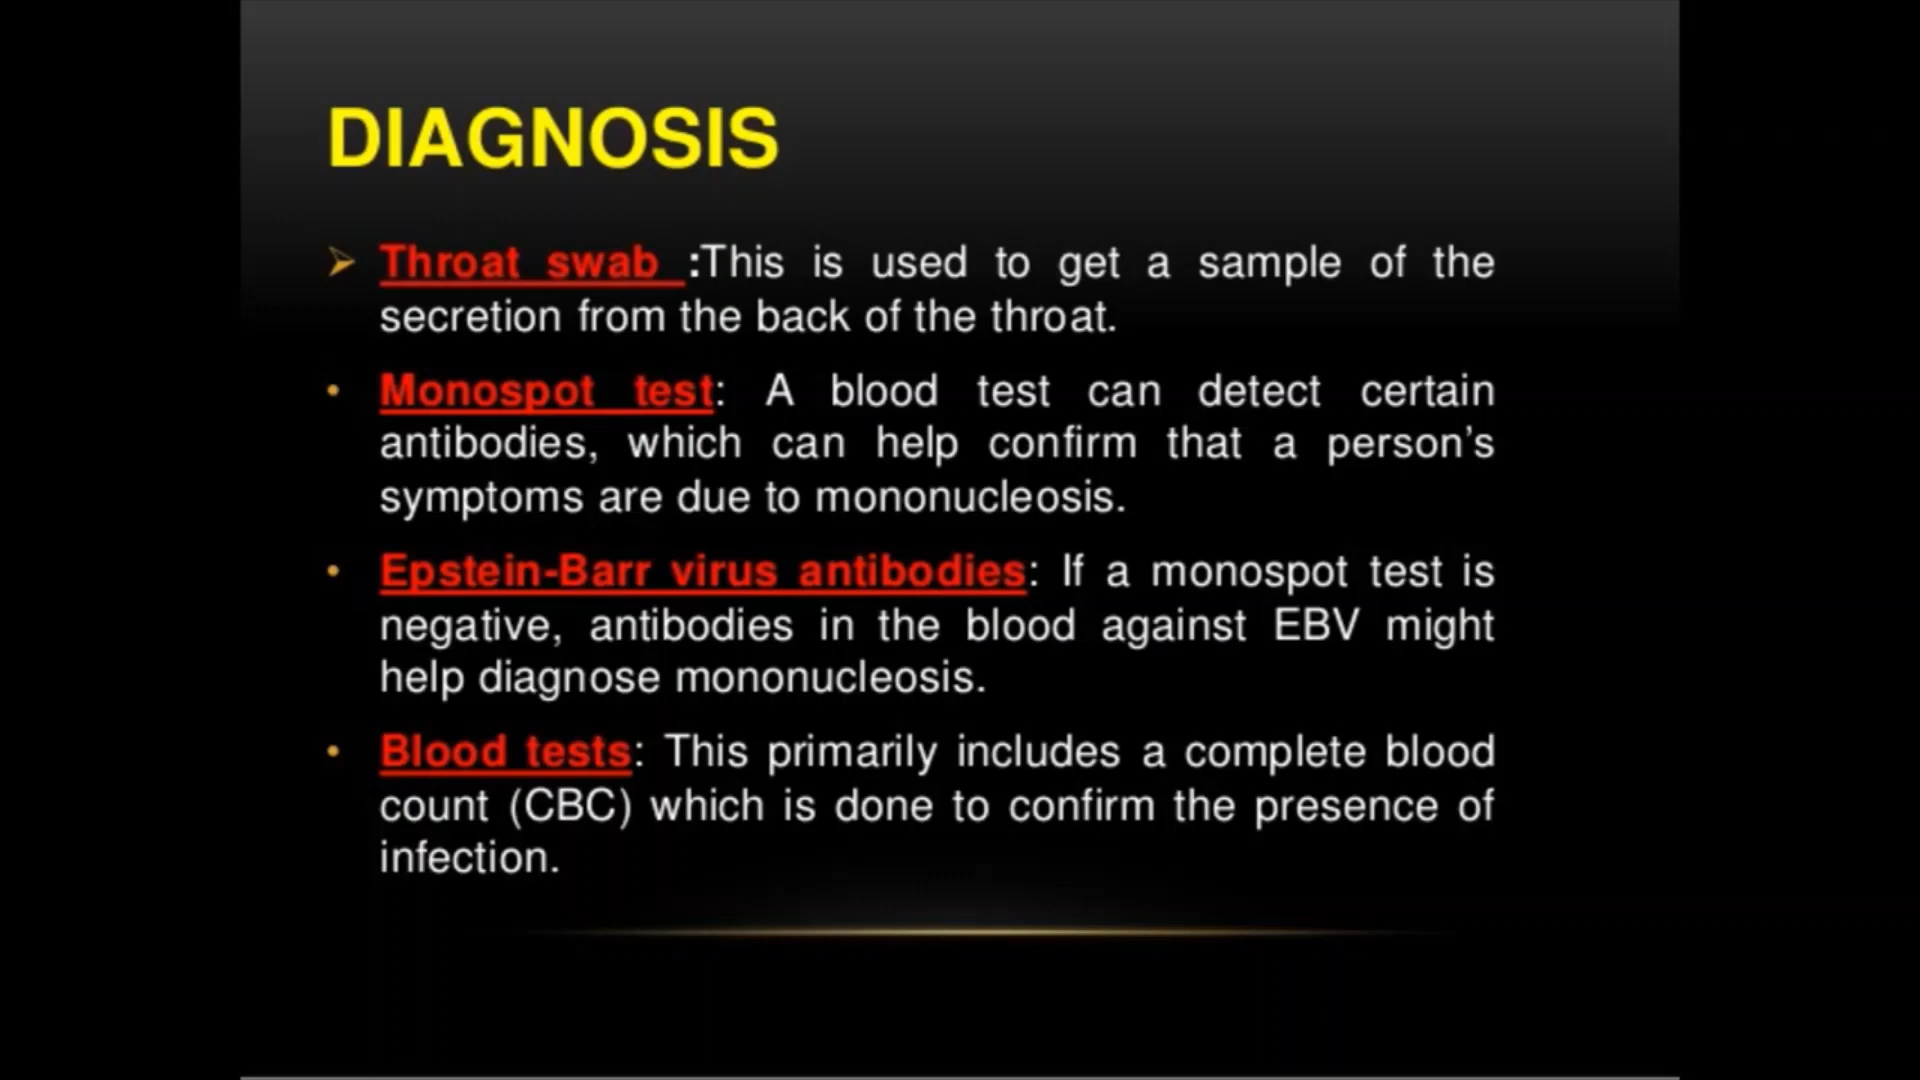 DIAGNOSIS
➢ Throat swab :This is used to get a sample of the
secretion from the back of the throat.
• Monospot test: A blood test can detect certain
antibodies, which can help confirm that a person’s
symptoms are due to mononucleosis.
• Epstein-Barr virus antibodies: If a monospot test is
negative, antibodies in the blood against EBV might
help diagnose mononucleosis.
• Blood tests: This primarily includes a complete blood
count (CBC) which is done to confirm the presence of
infection.